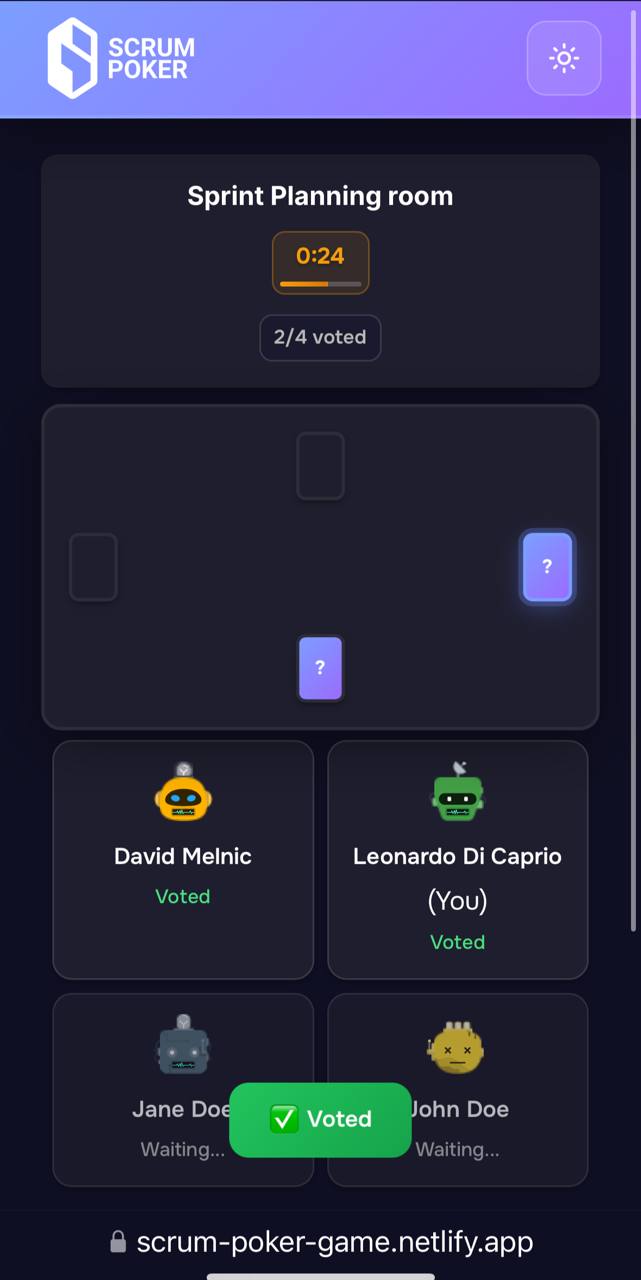 SCRUM
POKER
Sprint Planning room
0:24
2/4 voted
?
?
David Melnic
Voted
Leonardo Di Caprio
(You)
Voted
Jane Doe
Waiting...
John Doe
Waiting...
✅ Voted
scrum-poker-game.netlify.app